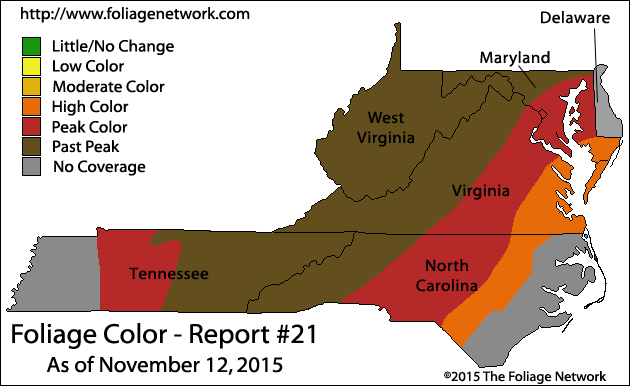 http://www.foliagenetwork.com
Delaware
Little/No Change
Maryland
Low Color
Moderate Color
High Color
Peak Color
Past Peak
No Coverage
West
Virginia
Virginia
Tennessee
North
Carolina
Foliage Color - Report #21
As of November 12, 2015
©2015 The Foliage Network